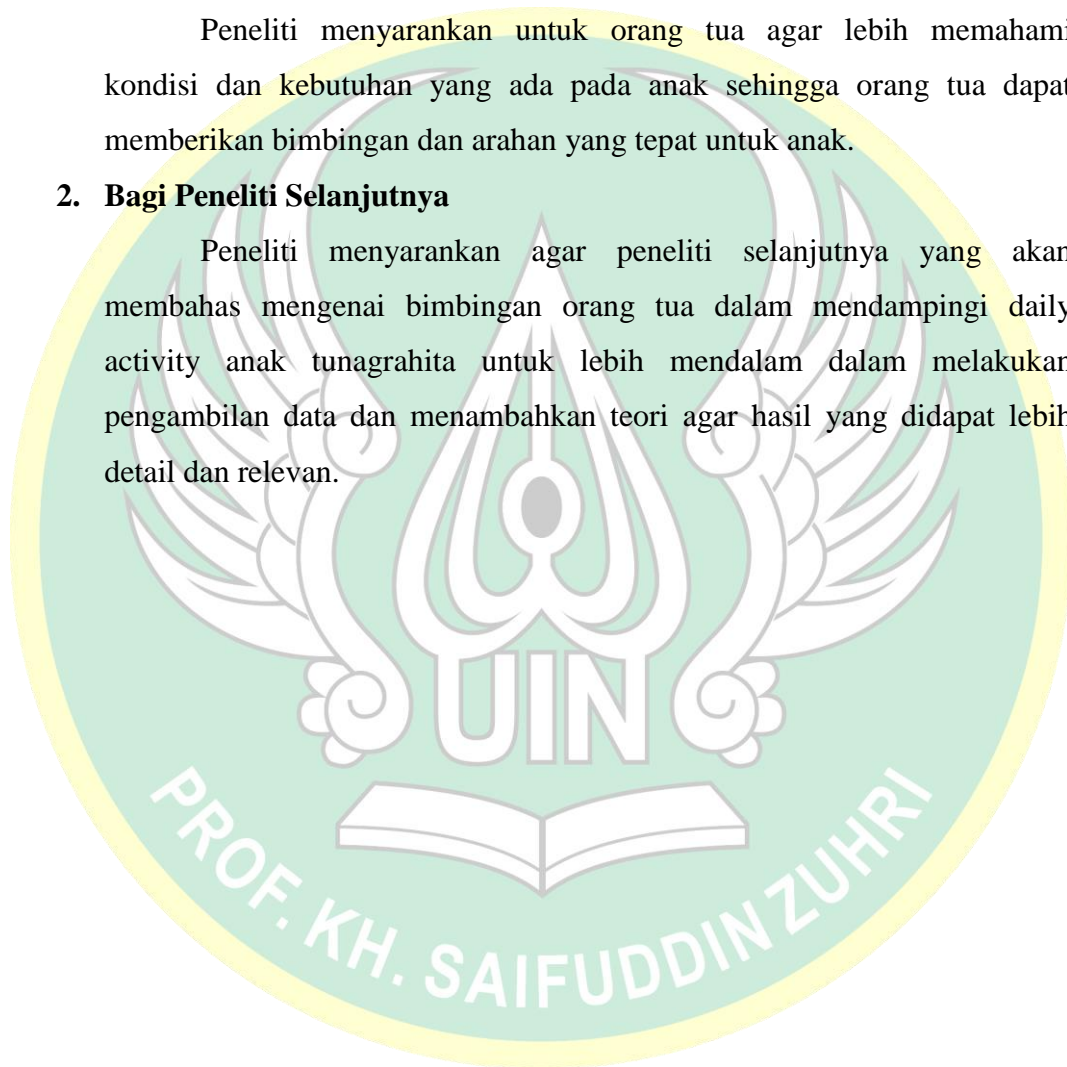 Peneliti menyarankan untuk orang tua agar lebih memahami
kondisi dan kebutuhan yang ada pada anak sehingga orang tua dapat
memberikan bimbingan dan arahan yang tepat untuk anak.
2. Bagi Peneliti Selanjutnya
Peneliti menyarankan agar peneliti selanjutnya yang akan
membahas mengenai bimbingan orang tua dalam mendampingi daily
activity anak tunagrahita untuk lebih mendalam dalam melakukan
pengambilan data dan menambahkan teori agar hasil yang didapat lebih
detail dan relevan.
UIN
PROF. KH. SAIFUDDIN ZUHRI